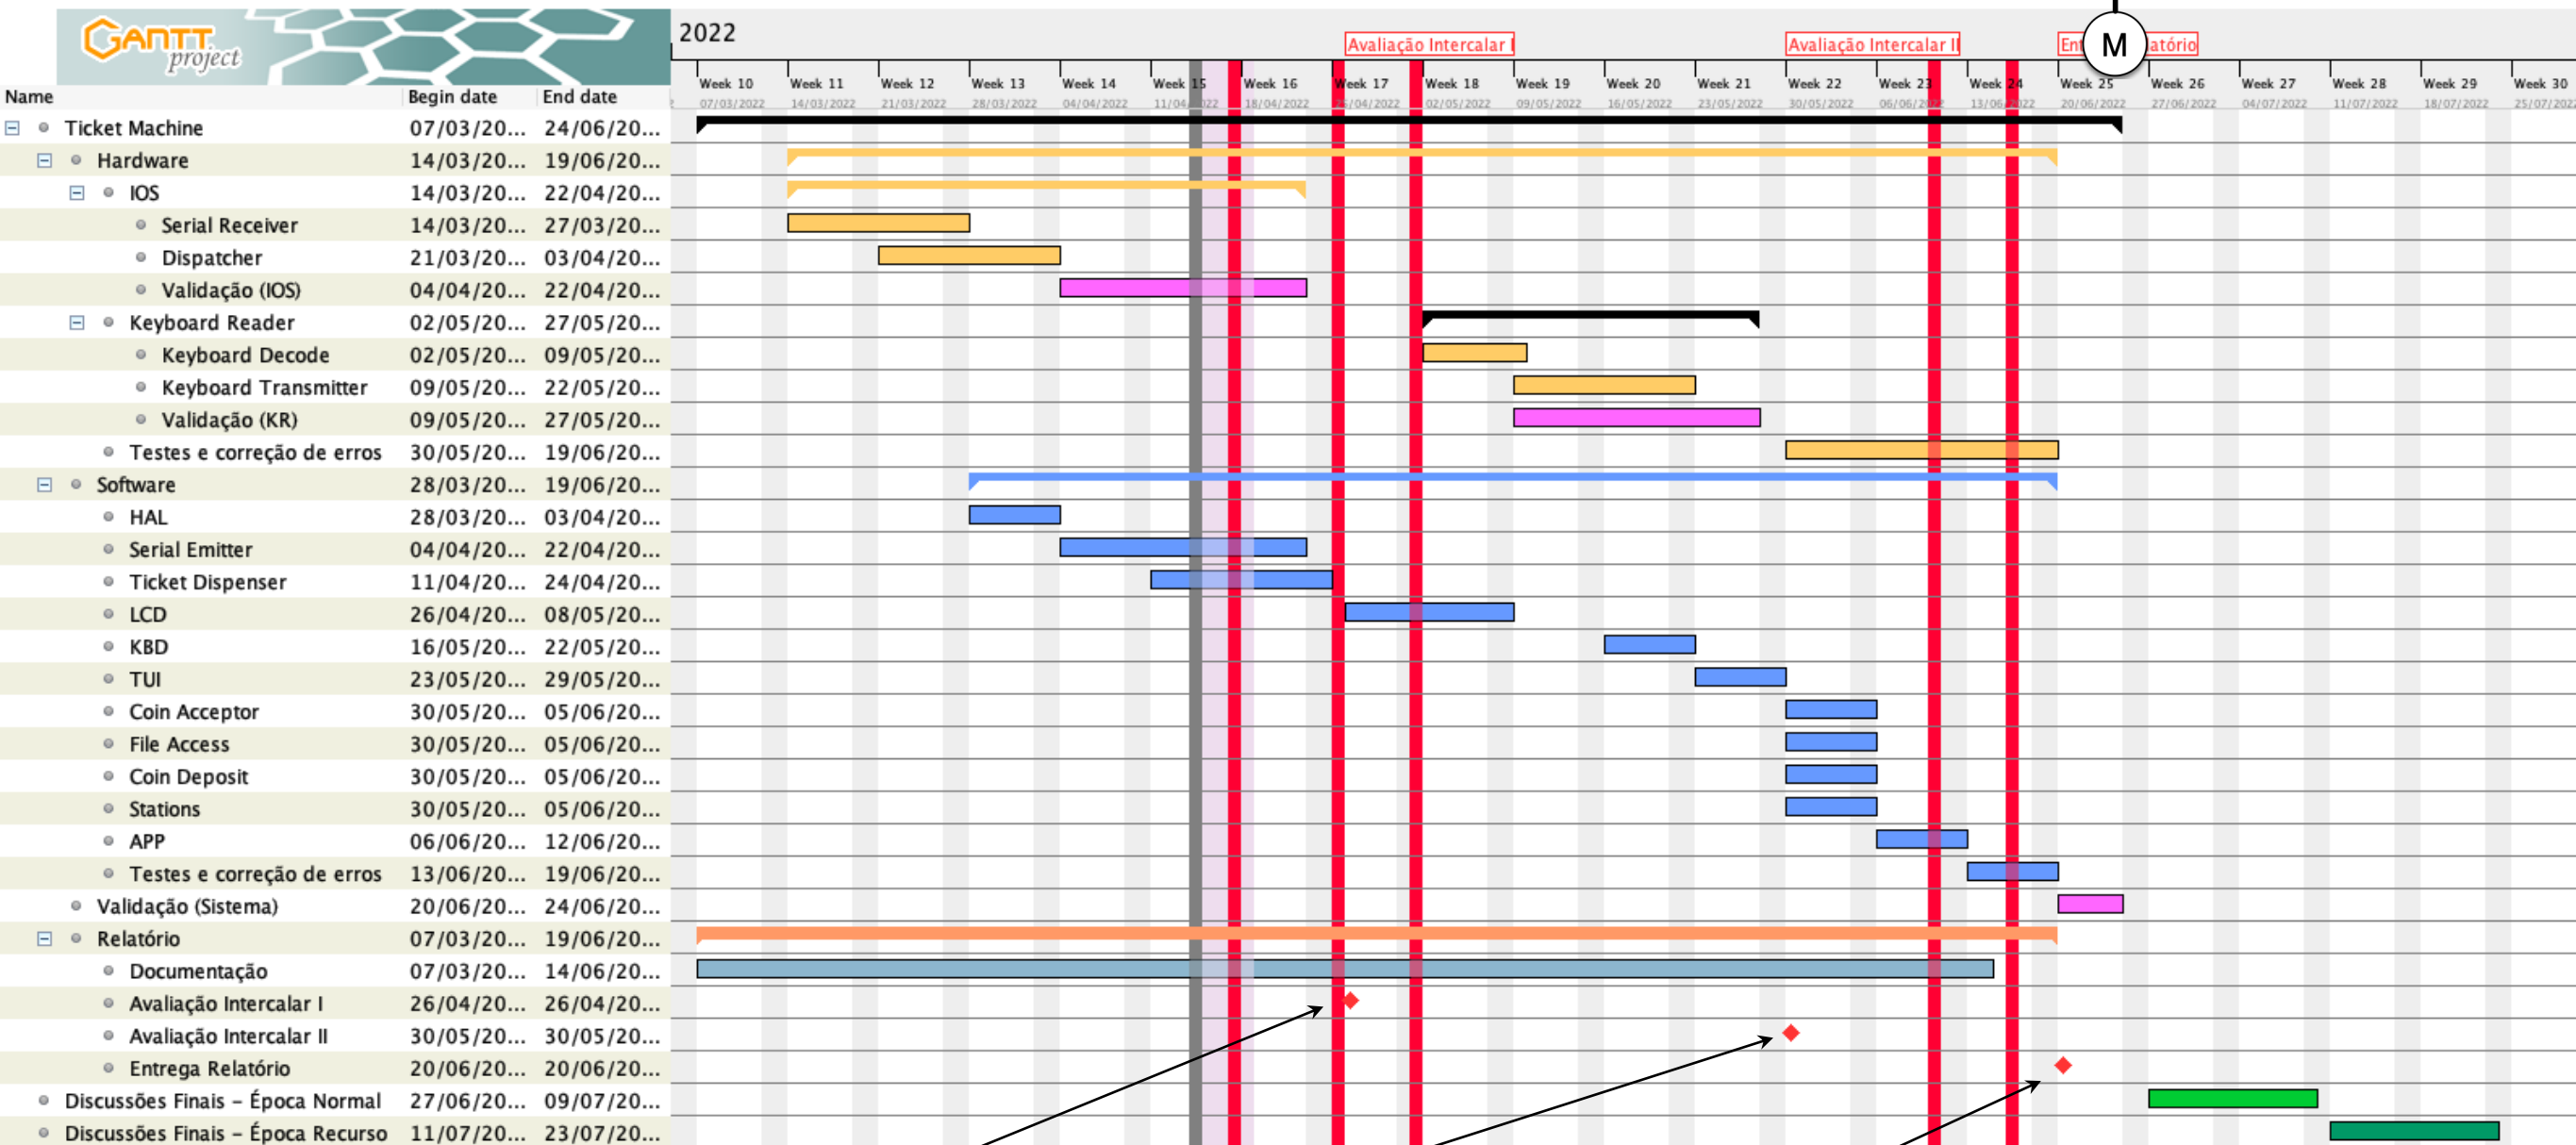 GANTT
project
2022
Avaliação Intercalar I
Avaliação Intercalar II
M
Week 10 Week 11 Week 12 Week 13 Week 14 Week 15 Week 16 Week 17 Week 18 Week 19 Week 20 Week 21 Week 22 Week 23 Week 24 Week 25 Week 26 Week 27 Week 28 Week 29 Week 30
Name Begin date End date
07/03/2022 14/03/2022 21/03/2022 28/03/2022 04/04/2022 18/04/2022 02/05/2022 09/05/2022 16/05/2022 23/05/2022 30/05/2022 20/06/2022 27/06/2022 04/07/2022 11/07/2022 18/07/2022
Ticket Machine 07/03/20... 24/06/20...
Hardware 14/03/20... 19/06/20...
IOS 14/03/20... 22/04/20...
Serial Receiver 14/03/20... 27/03/20...
Dispatcher 21/03/20... 03/04/20...
Validação (IOS) 04/04/20... 22/04/20...
Keyboard Reader 02/05/20... 27/05/20...
Keyboard Decode 02/05/20... 09/05/20...
Keyboard Transmitter 09/05/20... 22/05/20...
Validação (KR) 09/05/20... 27/05/20...
Testes e correção de erros 30/05/20... 19/06/20...
Software 28/03/20... 19/06/20...
HAL 28/03/20... 03/04/20...
Serial Emitter 04/04/20... 22/04/20...
Ticket Dispenser 11/04/20... 24/04/20...
LCD 26/04/20... 08/05/20...
KBD 16/05/20... 22/05/20...
TUI 23/05/20... 29/05/20...
Coin Acceptor 30/05/20... 05/06/20...
File Access 30/05/20... 05/06/20...
Coin Deposit 30/05/20... 05/06/20...
Stations 30/05/20... 05/06/20...
APP 06/06/20... 12/06/20...
Testes e correção de erros 13/06/20... 19/06/20...
Validação (Sistema) 20/06/20... 24/06/20...
Relatório 07/03/20... 19/06/20...
Documentação 07/03/20... 14/06/20...
Avaliação Intercalar I 26/04/20... 26/04/20...
Avaliação Intercalar II 30/05/20... 30/05/20...
Entrega Relatório 20/06/20... 20/06/20...
Discussões Finais - Época Normal 27/06/20... 09/07/20...
Discussões Finais - Época Recurso 11/07/20... 23/07/20...